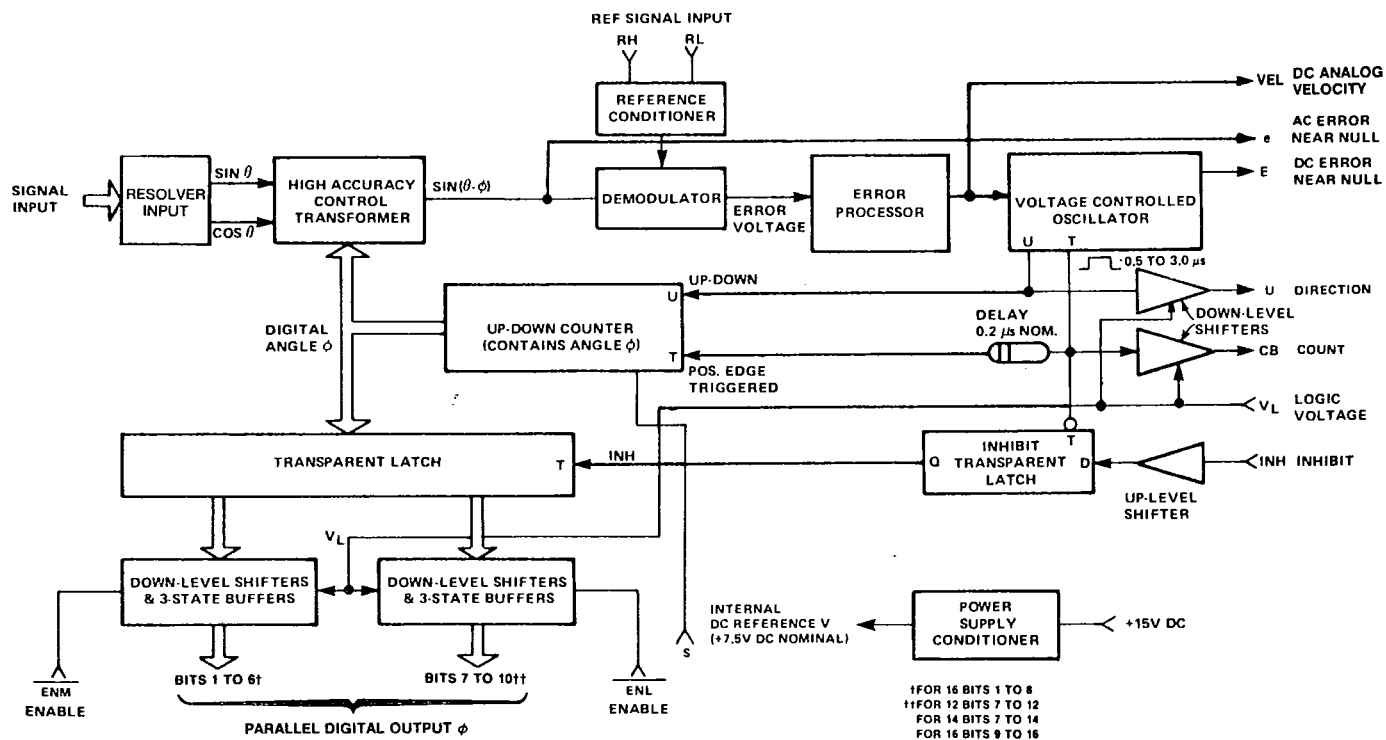 REF SIGNAL INPUT
RH RL
REFERENCE
CONDITIONER
VEL DC ANALOG
VELOCITY
e AC ERROR
NEAR NULL
E DC ERROR
NEAR NULL
SIGNAL
INPUT
RESOLVER
INPUT
SIN θ
COS θ
HIGH ACCURACY
CONTROL
TRANSFORMER
SIN(θ-ϕ)
DEMODULATOR
ERROR
VOLTAGE
ERROR
PROCESSOR
VOLTAGE CONTROLLED
OSCILLATOR
U T
0.5 TO 3.0 μs
UP-DOWN
U DIRECTION
DOWN-LEVEL
SHIFTERS
DIGITAL
ANGLE ϕ
UP-DOWN COUNTER
(CONTAINS ANGLE ϕ)
U
T
DELAY
0.2 μs NOM.
POS. EDGE
TRIGGERED
CB COUNT
VL LOGIC
VOLTAGE
TRANSPARENT LATCH
T
INH
INHIBIT
TRANSPARENT
LATCH
Q
T
D
INH INHIBIT
UP-LEVEL
SHIFTER
VL
DOWN-LEVEL SHIFTERS
& 3-STATE BUFFERS
DOWN-LEVEL SHIFTERS
& 3-STATE BUFFERS
INTERNAL
DC REFERENCE V
(+7.5V DC NOMINAL)
S
POWER
SUPPLY
CONDITIONER
+15V DC
ENM
ENABLE
BITS 1 TO 6†
BITS 7 TO 10††
ENL
ENABLE
PARALLEL DIGITAL OUTPUT ϕ
†FOR 16 BITS 1 TO 8
††FOR 12 BITS 7 TO 12
FOR 14 BITS 7 TO 14
FOR 16 BITS 9 TO 16